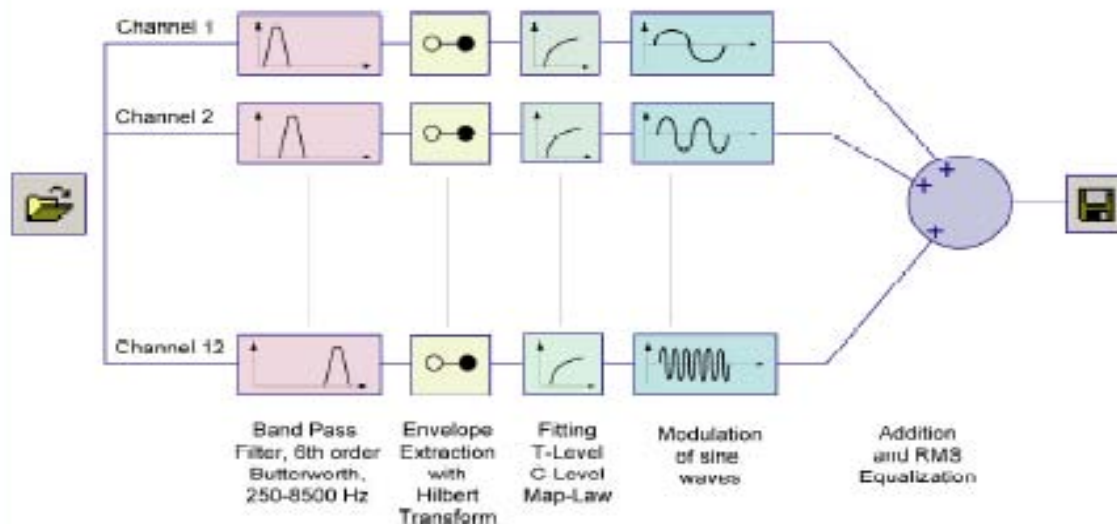 Channel 1
Channel 2
Channel 12
Band Pass
Filter, 6th order
Butterworth,
250-8500 Hz
Envelope
Extraction
with
Hilbert
Transform
Fitting
T-Level
C-Level
Map-Law
Modulation
of sine
waves
Addition
and RMS
Equalization